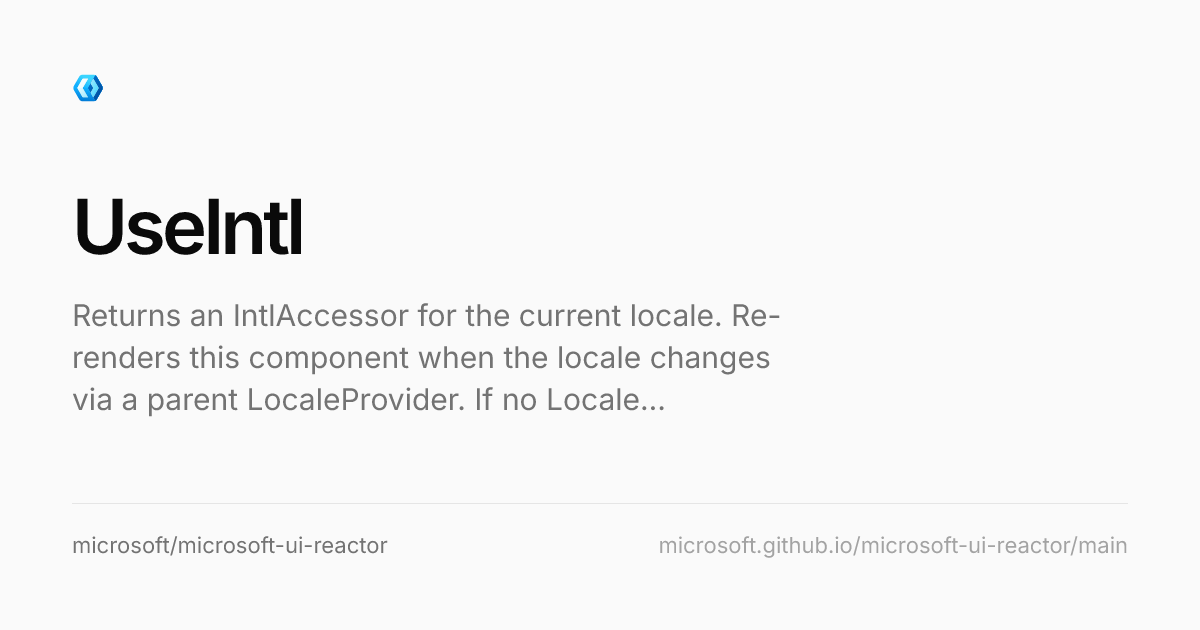 UseIntl
Returns an IntlAccessor for the current locale. Re-
renders this component when the locale changes
via a parent LocaleProvider. If no Locale...
microsoft/microsoft-ui-reactor
microsoft.github.io/microsoft-ui-reactor/main